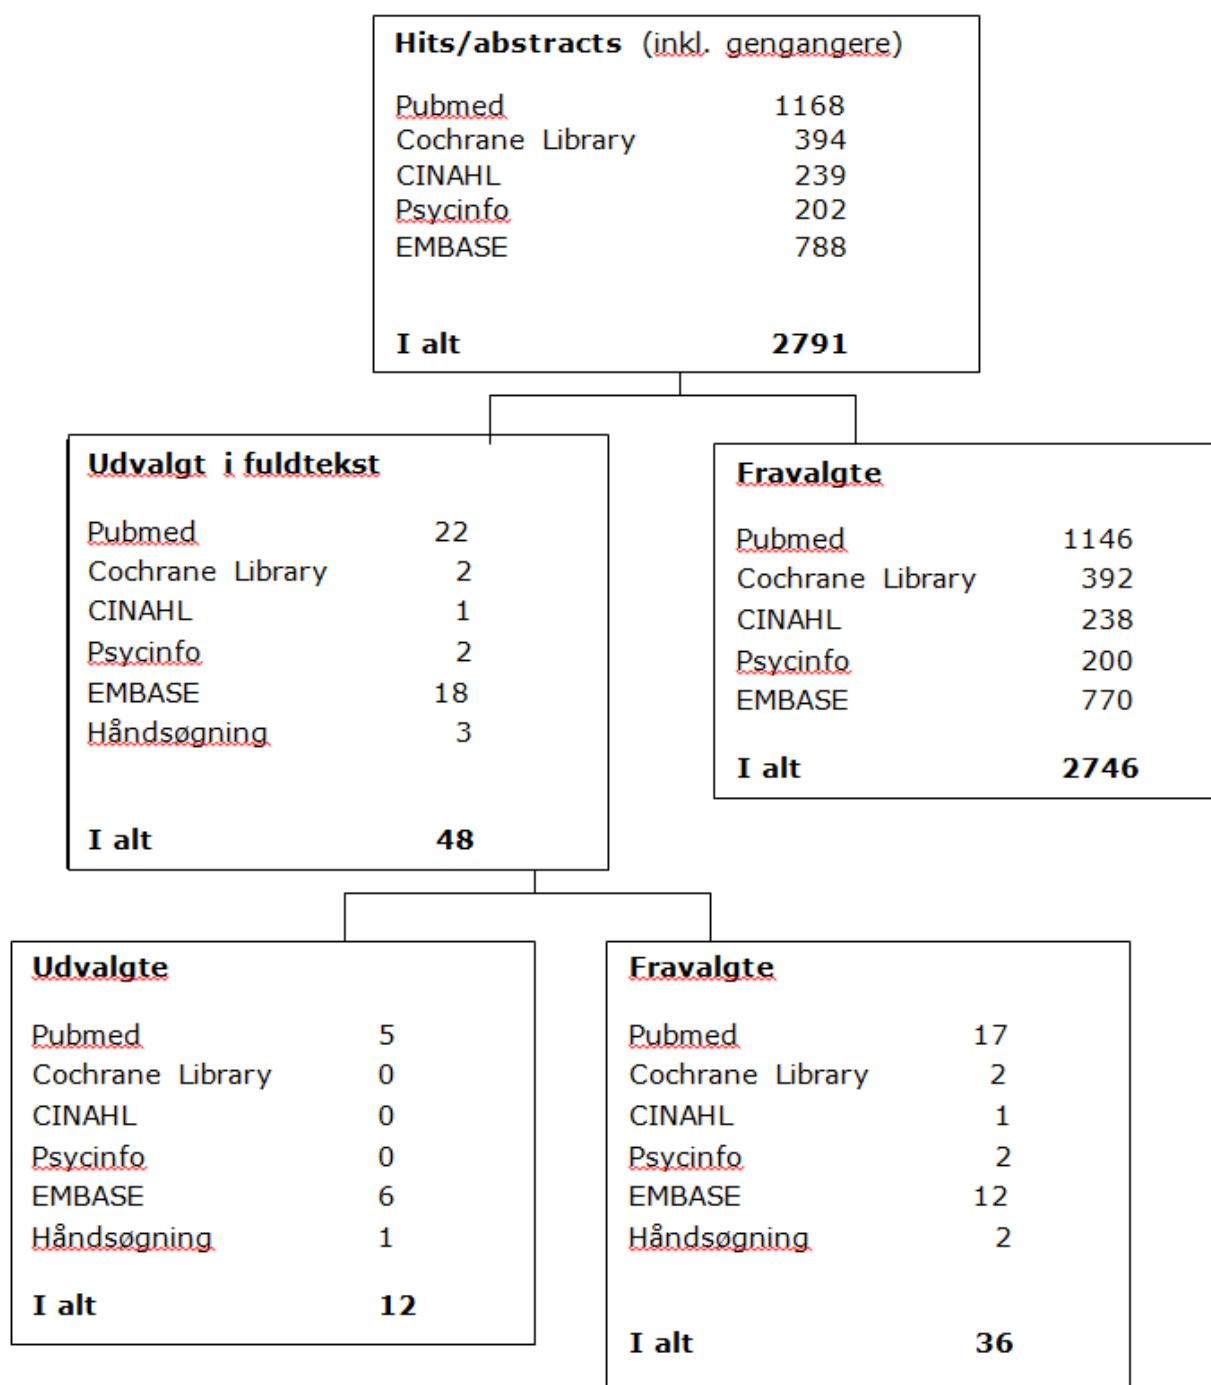 Hits/abstracts (inkl. gengangere)
Pubmed 1168
Cochrane Library 394
CINAHL 239
Psycinfo 202
EMBASE 788
I alt 2791
Udvalgt i fuldtekst
Pubmed 22
Cochrane Library 2
CINAHL 1
Psycinfo 2
EMBASE 18
Håndsøgning 3
I alt 48
Fravalgte
Pubmed 1146
Cochrane Library 392
CINAHL 238
Psycinfo 200
EMBASE 770
I alt 2746
Udvalgte
Pubmed 5
Cochrane Library 0
CINAHL 0
Psycinfo 0
EMBASE 6
Håndsøgning 1
I alt 12
Fravalgte
Pubmed 17
Cochrane Library 2
CINAHL 1
Psycinfo 2
EMBASE 12
Håndsøgning 2
I alt 36